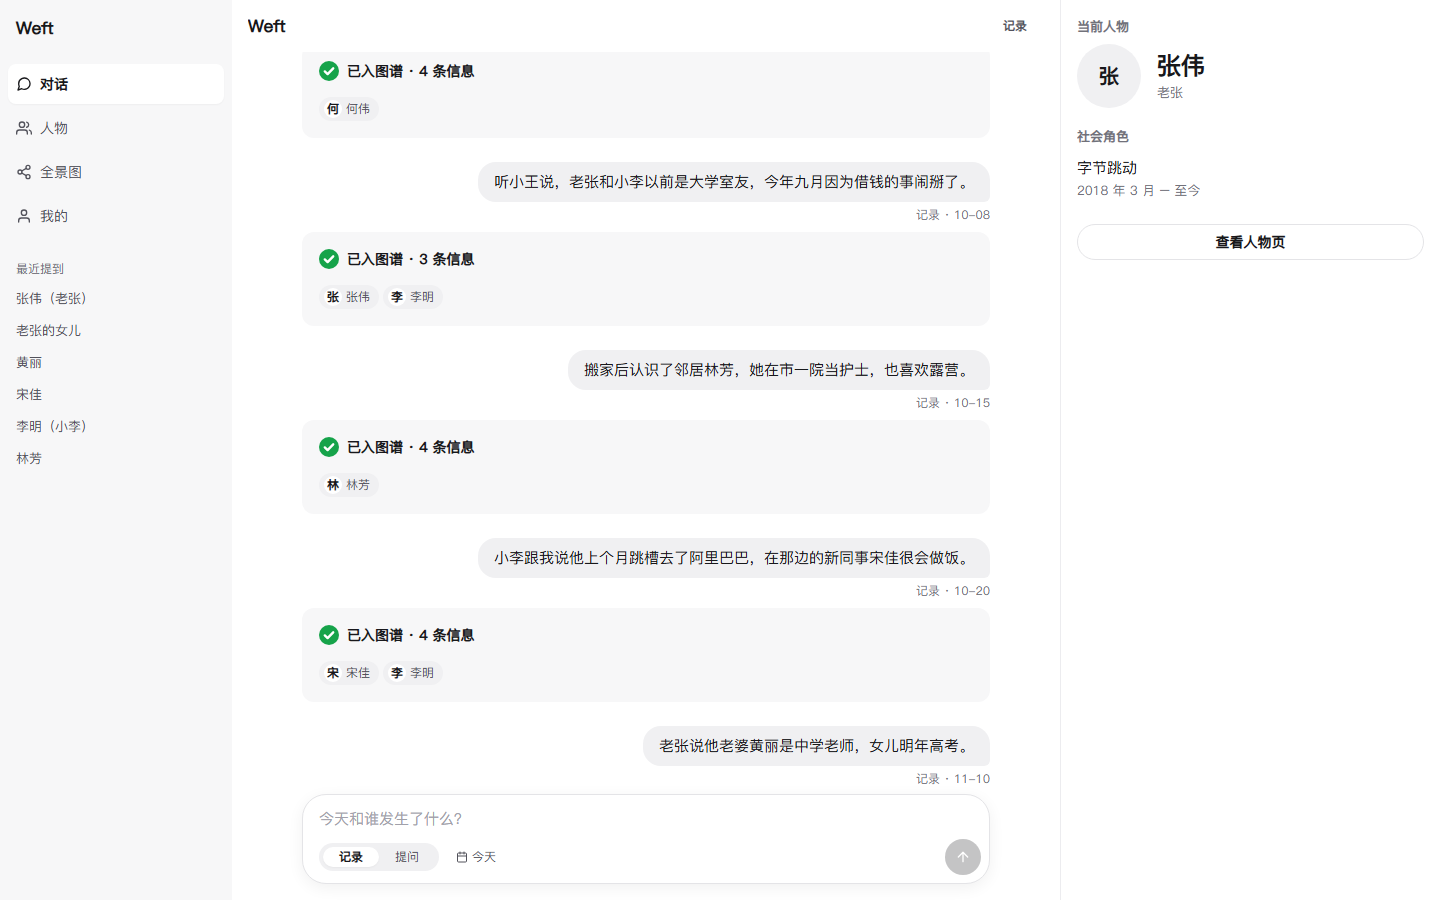 Weft
对话
人物
全景图
我的
最近提到
张伟（老张）
老张的女儿
黄丽
宋佳
李明（小李）
林芳
Weft
记录
已入图谱 · 4 条信息
何 何伟
听小王说，老张和小李以前是大学室友，今年九月因为借钱的事闹掰了。
记录 · 10-08
已入图谱 · 3 条信息
张 张伟 李 李明
搬家后认识了邻居林芳，她在市一院当护士，也喜欢露营。
记录 · 10-15
已入图谱 · 4 条信息
林 林芳
小李跟我说他上个月跳槽去了阿里巴巴，在那边的新同事宋佳很会做饭。
记录 · 10-20
已入图谱 · 4 条信息
宋 宋佳 李 李明
老张说他老婆黄丽是中学老师，女儿明年高考。
记录 · 11-10
今天和谁发生了什么?
记录 提问 今天
当前人物
张
张伟
老张
社会角色
字节跳动
2018 年 3 月 – 至今
查看人物页